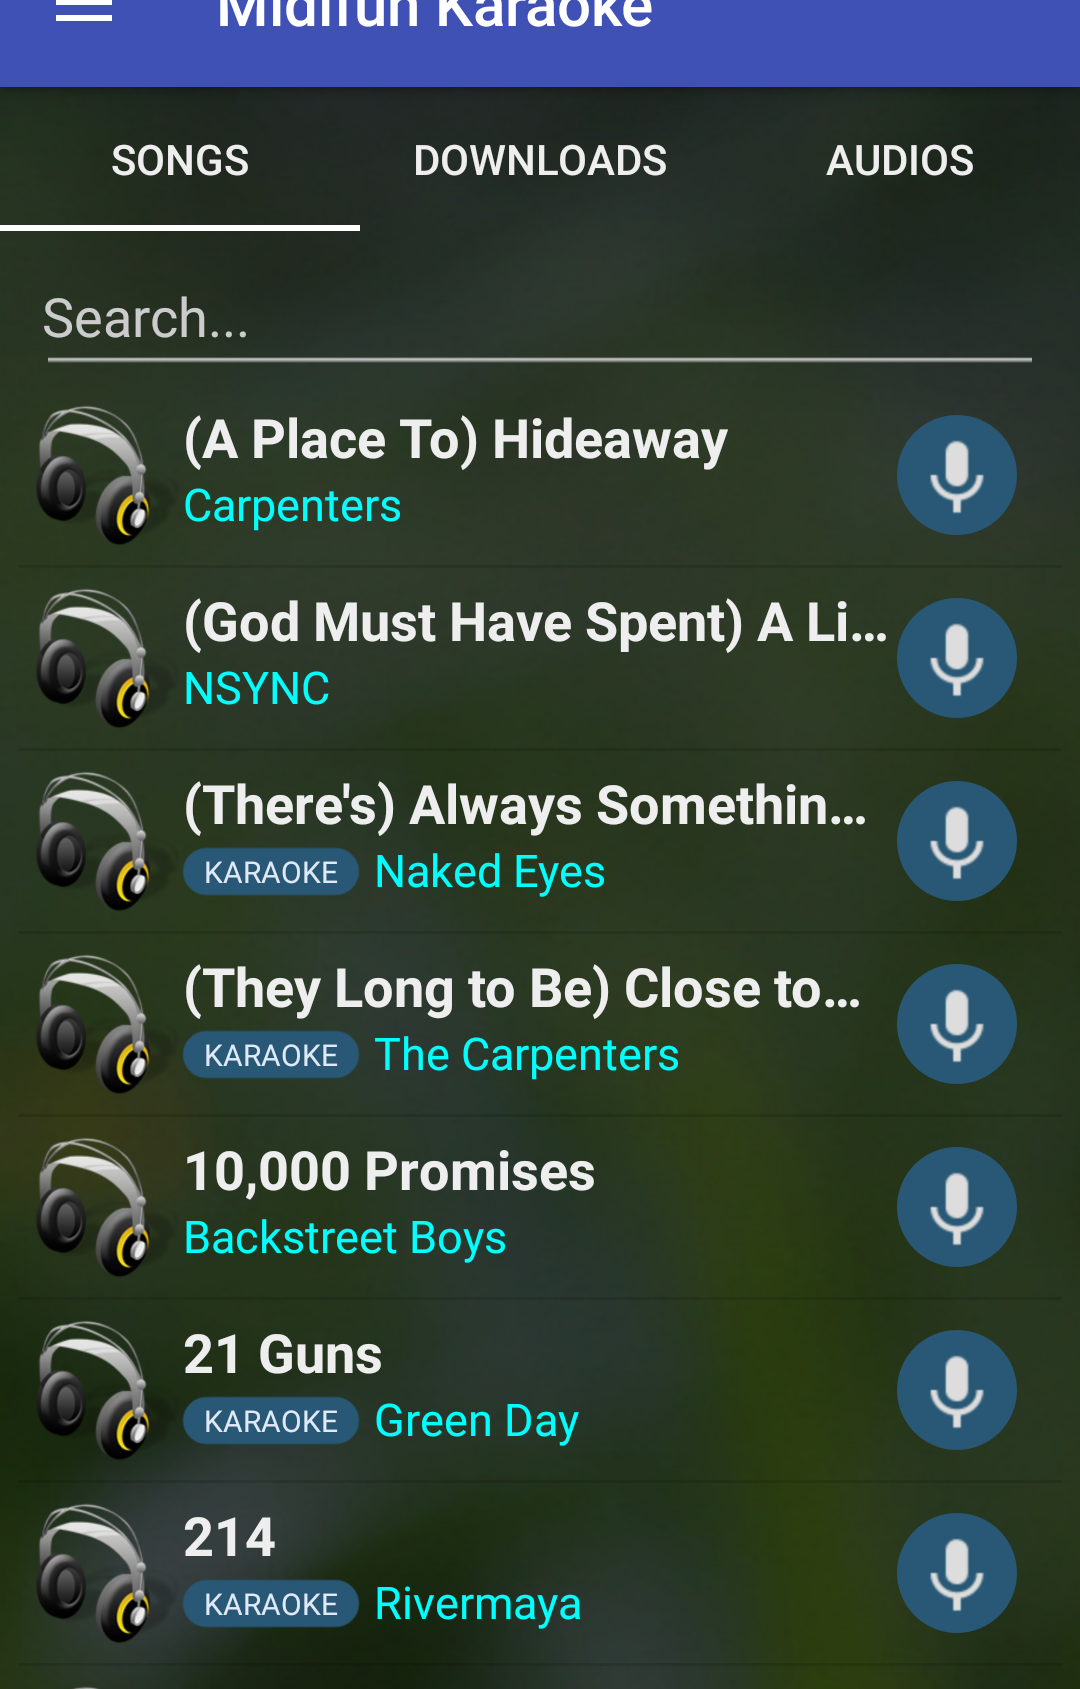 Midifun Karaoke
SONGS DOWNLOADS AUDIOS
Search...
(A Place To) Hideaway
Carpenters
(God Must Have Spent) A Li...
NSYNC
(There's) Always Somethin...
KARAOKE Naked Eyes
(They Long to Be) Close to...
KARAOKE The Carpenters
10,000 Promises
Backstreet Boys
21 Guns
KARAOKE Green Day
214
KARAOKE Rivermaya